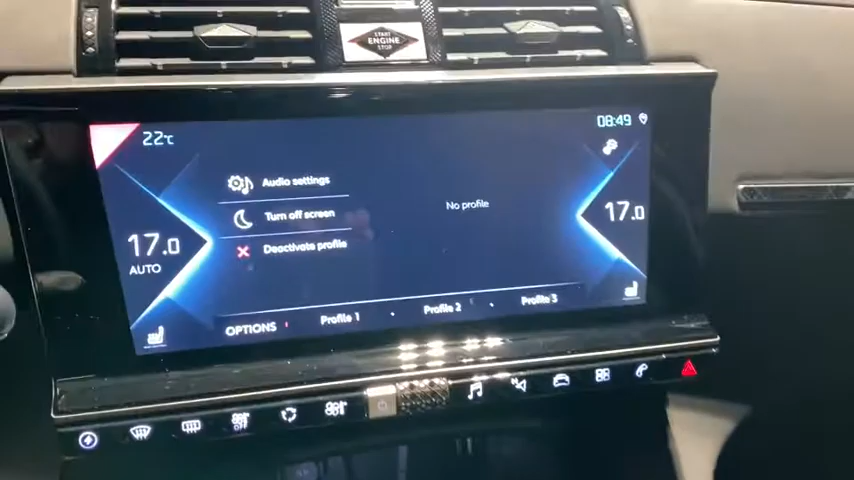 START
ENGINE
STOP
22°C
08:49
Audio settings
Turn off screen
Deactivate profile
No profile
17.0
AUTO
17.0
OPTIONS
Profile 1
Profile 2
Profile 3
OFF